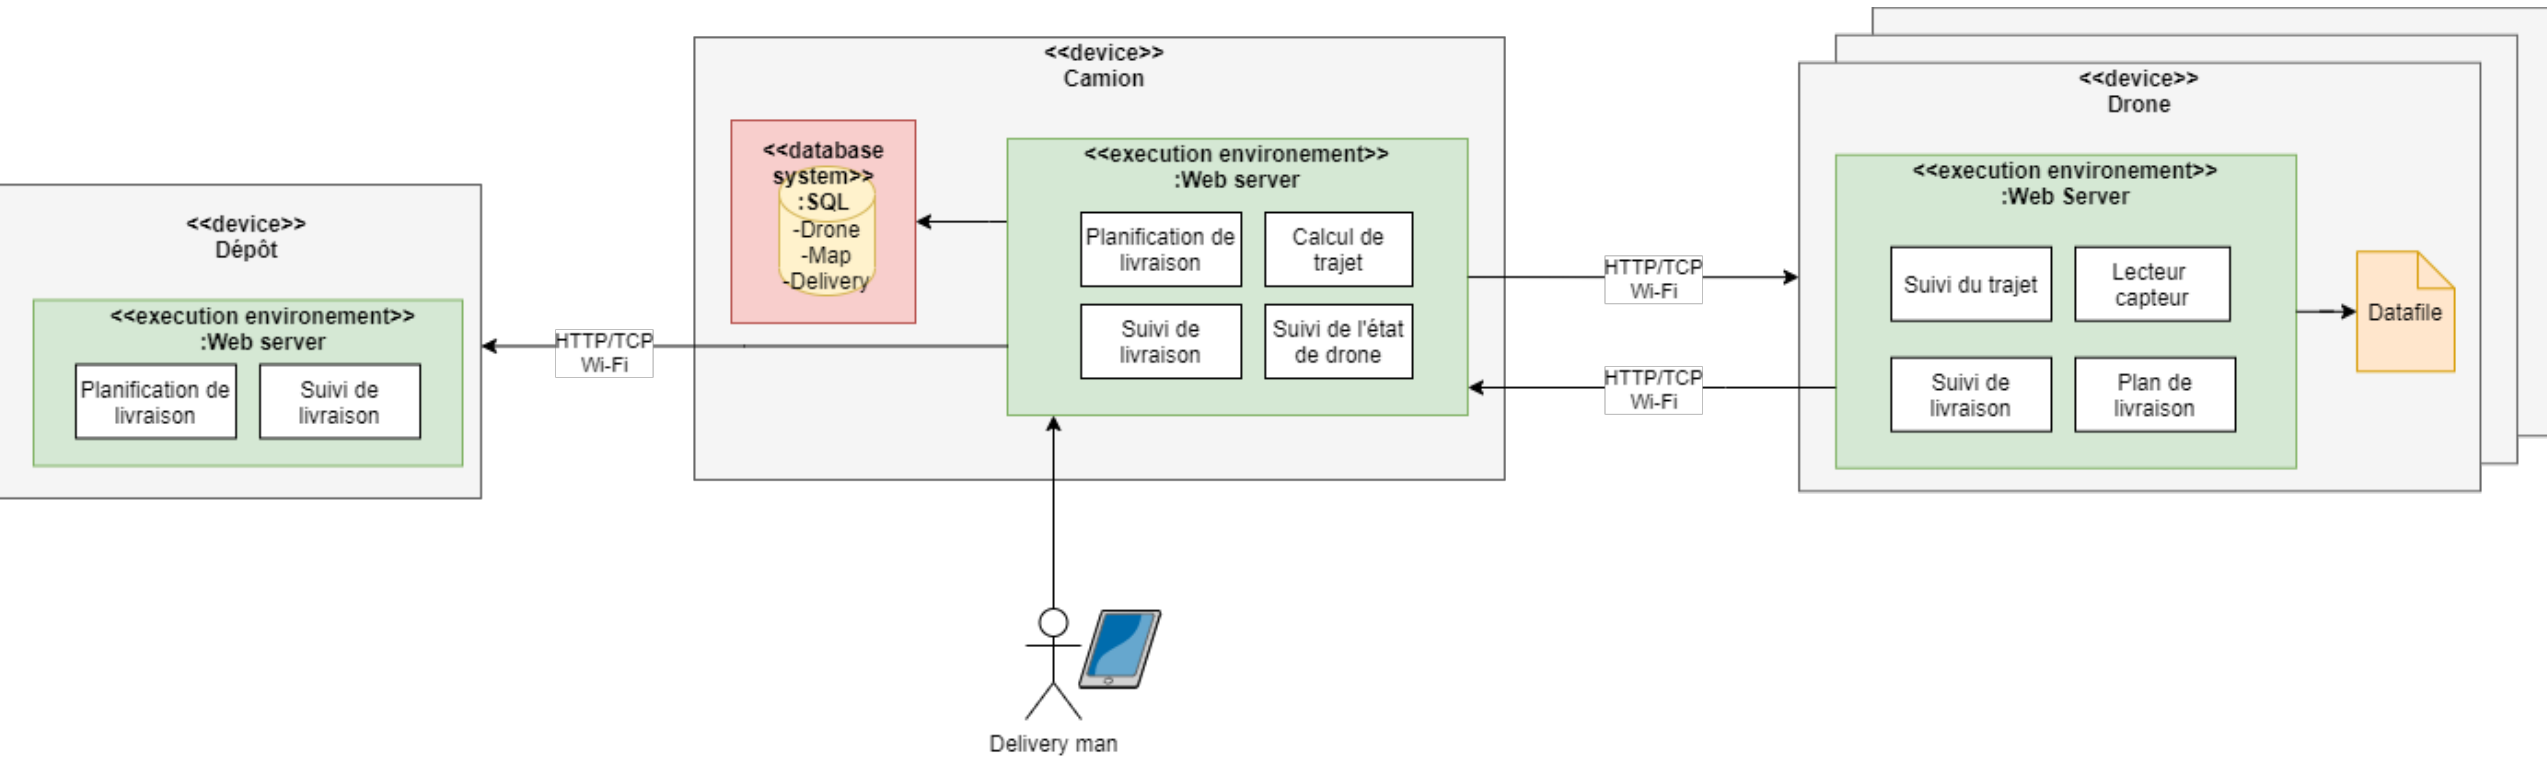 <<device>>
Dépôt
<<execution environement>>
:Web server
Planification de
livraison
Suivi de
livraison
HTTP/TCP
Wi-Fi
<<device>>
Camion
<<database
system>>
:SQL
-Drone
-Map
-Delivery
<<execution environement>>
:Web server
Planification de
livraison
Calcul de
trajet
Suivi de
livraison
Suivi de l'état
de drone
Delivery man
HTTP/TCP
Wi-Fi
HTTP/TCP
Wi-Fi
<<device>>
Drone
<<execution environement>>
:Web Server
Suivi du trajet
Lecteur
capteur
Suivi de
livraison
Plan de
livraison
Datafile